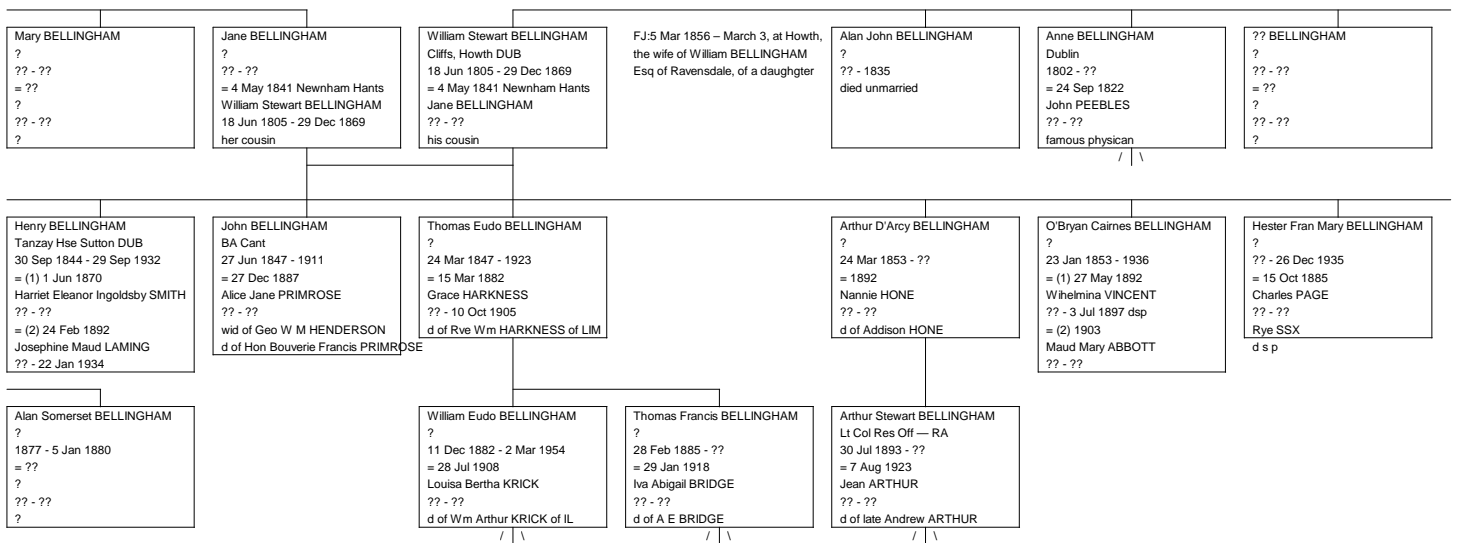 Mary BELLINGHAM
?
?? - ??
= ??
?
?? - ??
?
Jane BELLINGHAM
?
?? - ??
= 4 May 1841 Newnham Hants
William Stewart BELLINGHAM
18 Jun 1805 - 29 Dec 1869
her cousin
William Stewart BELLINGHAM
Cliffs, Howth DUB
18 Jun 1805 - 29 Dec 1869
= 4 May 1841 Newnham Hants
Jane BELLINGHAM
?? - ??
his cousin
FJ:5 Mar 1856 – March 3, at Howth,
the wife of William BELLINGHAM
Esq of Ravensdale, of a daughgter
Alan John BELLINGHAM
?
?? - 1835
died unmarried
Anne BELLINGHAM
Dublin
1802 - ??
= 24 Sep 1822
John PEEBLES
?? - ??
famous physican
/ \
?? BELLINGHAM
?
?? - ??
= ??
?
?? - ??
?
Henry BELLINGHAM
Tanzay Hse Sutton DUB
30 Sep 1844 - 29 Sep 1932
= (1) 1 Jun 1870
Harriet Eleanor Ingoldsby SMITH
?? - ??
= (2) 24 Feb 1892
Josephine Maud LAMING
?? - 22 Jan 1934
John BELLINGHAM
BA Cant
27 Jun 1847 - 1911
= 27 Dec 1887
Alice Jane PRIMROSE
?? - ??
wid of Geo W M HENDERSON
d of Hon Bouverie Francis PRIMROSE
Thomas Eudo BELLINGHAM
?
24 Mar 1847 - 1923
= 15 Mar 1882
Grace HARKNESS
?? - 10 Oct 1905
d of Rve Wm HARKNESS of LIM
Arthur D'Arcy BELLINGHAM
?
24 Mar 1853 - ??
= 1892
Nannie HONE
?? - ??
d of Addison HONE
O'Bryan Cairnes BELLINGHAM
?
23 Jan 1853 - 1936
= (1) 27 May 1892
Wihelmina VINCENT
?? - 3 Jul 1897 dsp
= (2) 1903
Maud Mary ABBOTT
?? - ??
Hester Fran Mary BELLINGHAM
?
?? - 26 Dec 1935
= 15 Oct 1885
Charles PAGE
?? - ??
Rye SSX
d s p
Alan Somerset BELLINGHAM
?
1877 - 5 Jan 1880
= ??
?
?? - ??
?
William Eudo BELLINGHAM
?
11 Dec 1882 - 2 Mar 1954
= 28 Jul 1908
Louisa Bertha KRICK
?? - ??
d of Wm Arthur KRICK of IL
/ \
Thomas Francis BELLINGHAM
?
28 Feb 1885 - ??
= 29 Jan 1918
Iva Abigail BRIDGE
?? - ??
d of A E BRIDGE
/ \
Arthur Stewart BELLINGHAM
Lt Col Res Off — RA
30 Jul 1893 - ??
= 7 Aug 1923
Jean ARTHUR
?? - ??
d of late Andrew ARTHUR
/ \